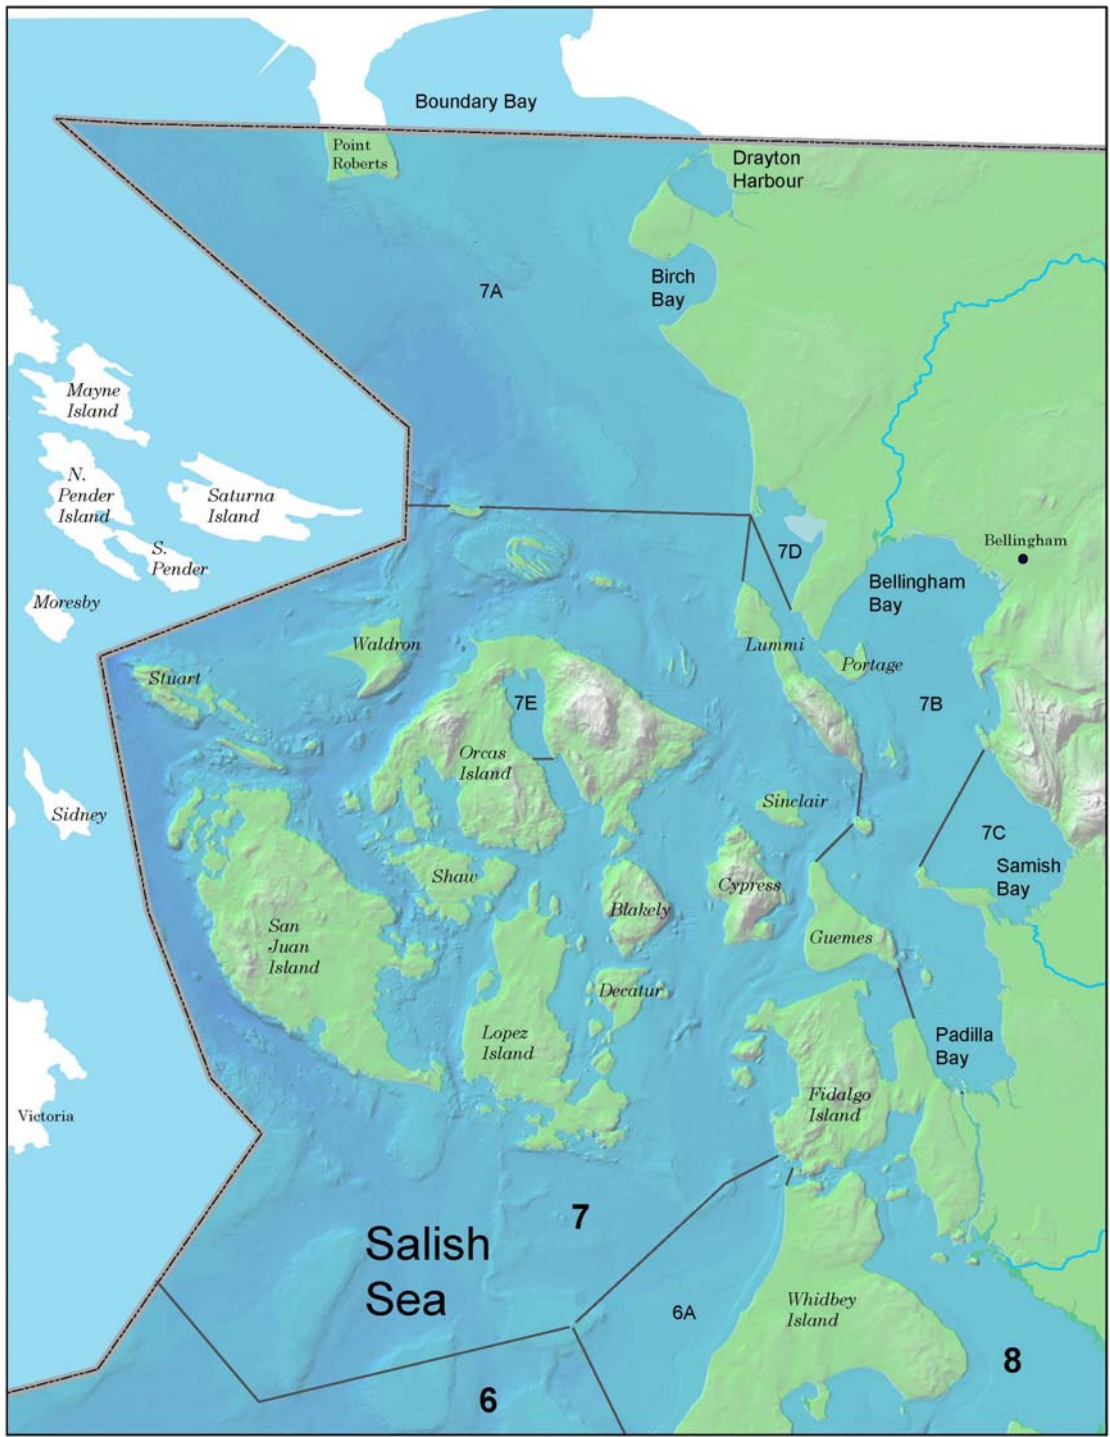 Boundary Bay
Point
Roberts
Drayton
Harbour
Birch
Bay
7A
Mayne
Island
N.
Pender
Island
Saturna
Island
S.
Pender
7D
Bellingham
Bellingham
Bay
Moresby
Waldron
Lummi
Portage
Stuart
7E
7B
Orcas
Island
Sidney
Sinclair
7C
Samish
Bay
Shaw
Cypress
Blakely
San
Juan
Island
Guemes
Decatur
Lopez
Island
Padilla
Bay
Fidalgo
Island
Victoria
7
Salish
Sea
6A
Whidbey
Island
8
6